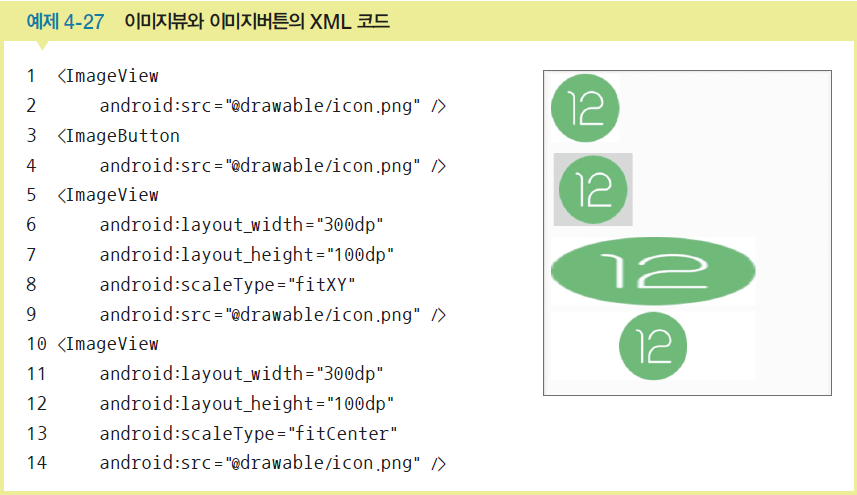 예제 4-27 이미지뷰와 이미지버튼의 XML 코드
1 <ImageView
2 android:src="@drawable/icon.png" />
3 <ImageButton
4 android:src="@drawable/icon.png" />
5 <ImageView
6 android:layout_width="300dp"
7 android:layout_height="100dp"
8 android:scaleType="fitXY"
9 android:src="@drawable/icon.png" />
10 <ImageView
11 android:layout_width="300dp"
12 android:layout_height="100dp"
13 android:scaleType="fitCenter"
14 android:src="@drawable/icon.png" />
12
12
12
12